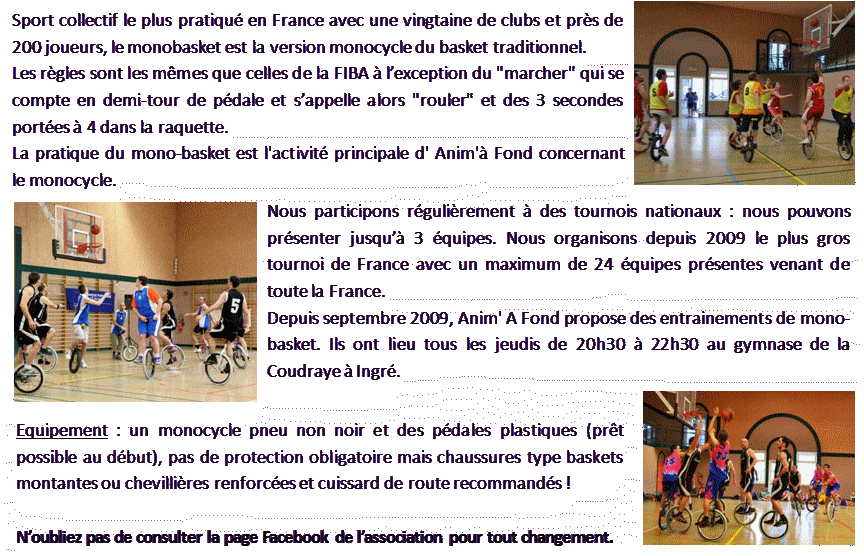 Sport collectif le plus pratiqué en France avec une vingtaine de clubs et près de
200 joueurs, le monobasket est la version monocycle du basket traditionnel.
Les règles sont les mêmes que celles de la FIBA à l’exception du "marcher" qui se
compte en demi-tour de pédale et s’appelle alors "rouler" et des 3 secondes
portées à 4 dans la raquette.
La pratique du mono-basket est l'activité principale d' Anim'à Fond concernant
le monocycle.
Nous participons régulièrement à des tournois nationaux : nous pouvons
présenter jusqu’à 3 équipes. Nous organisons depuis 2009 le plus gros
tournoi de France avec un maximum de 24 équipes présentes venant de
toute la France.
Depuis septembre 2009, Anim' A Fond propose des entrainements de mono-
basket. Ils ont lieu tous les jeudis de 20h30 à 22h30 au gymnase de la
Coudraye à Ingré.
5
Equipement : un monocycle pneu non noir et des pédales plastiques (prêt
possible au début), pas de protection obligatoire mais chaussures type baskets
montantes ou chevillières renforcées et cuissard de route recommandés !
N’oubliez pas de consulter la page Facebook de l’association pour tout changement.